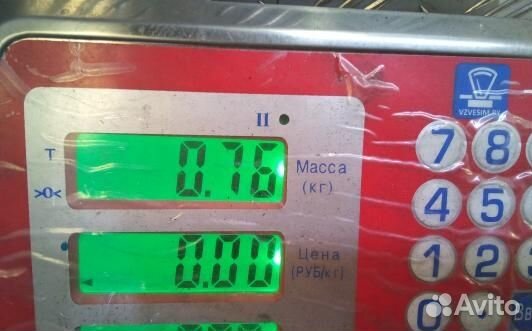 II
T 0.76 Масса
>0< (кг)
VZVESIM.BY
7 8
4 5
0.00 Цена
(РУБ/кг)
1 2
0
Avito